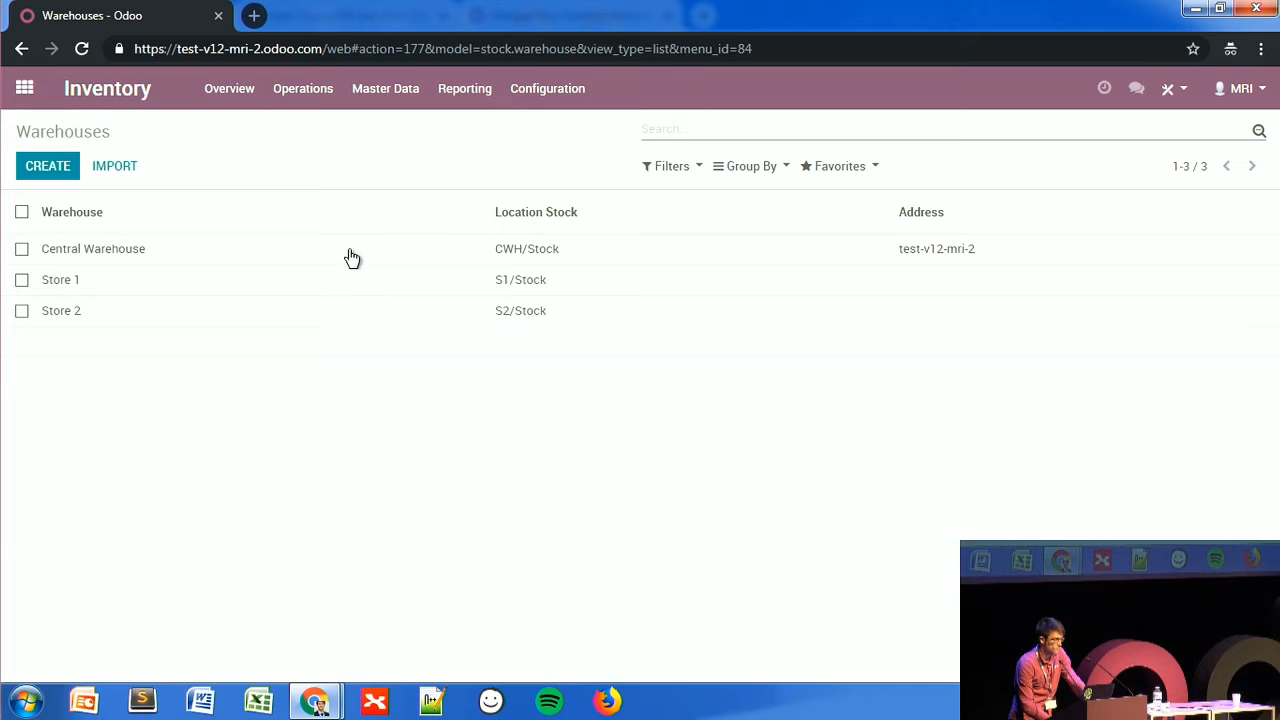 Warehouses - Odoo
https://test-v12-mri-2.odoo.com/web#action=177&model=stock.warehouse&view_type=list&menu_id=84
Inventory Overview Operations Master Data Reporting Configuration MRI
Warehouses
Search...
CREATE IMPORT Filters Group By Favorites 1-3 / 3
Warehouse Location Stock Address
Central Warehouse CWH/Stock test-v12-mri-2
Store 1 S1/Stock
Store 2 S2/Stock